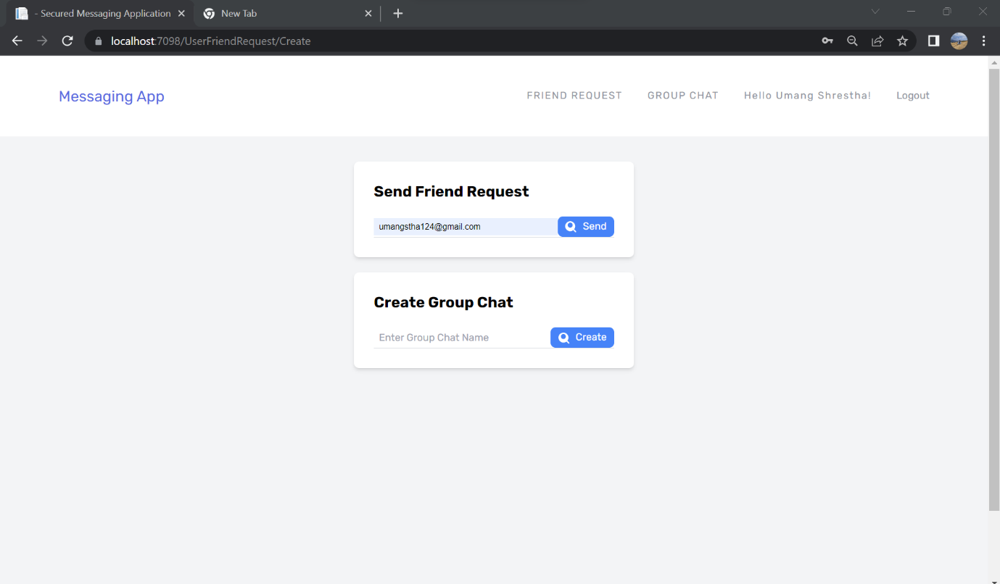 - Secured Messaging Application
New Tab
localhost:7098/UserFriendRequest/Create
Messaging App
FRIEND REQUEST
GROUP CHAT
Hello Umang Shrestha!
Logout
Send Friend Request
umangstha124@gmail.com
Send
Create Group Chat
Enter Group Chat Name
Create